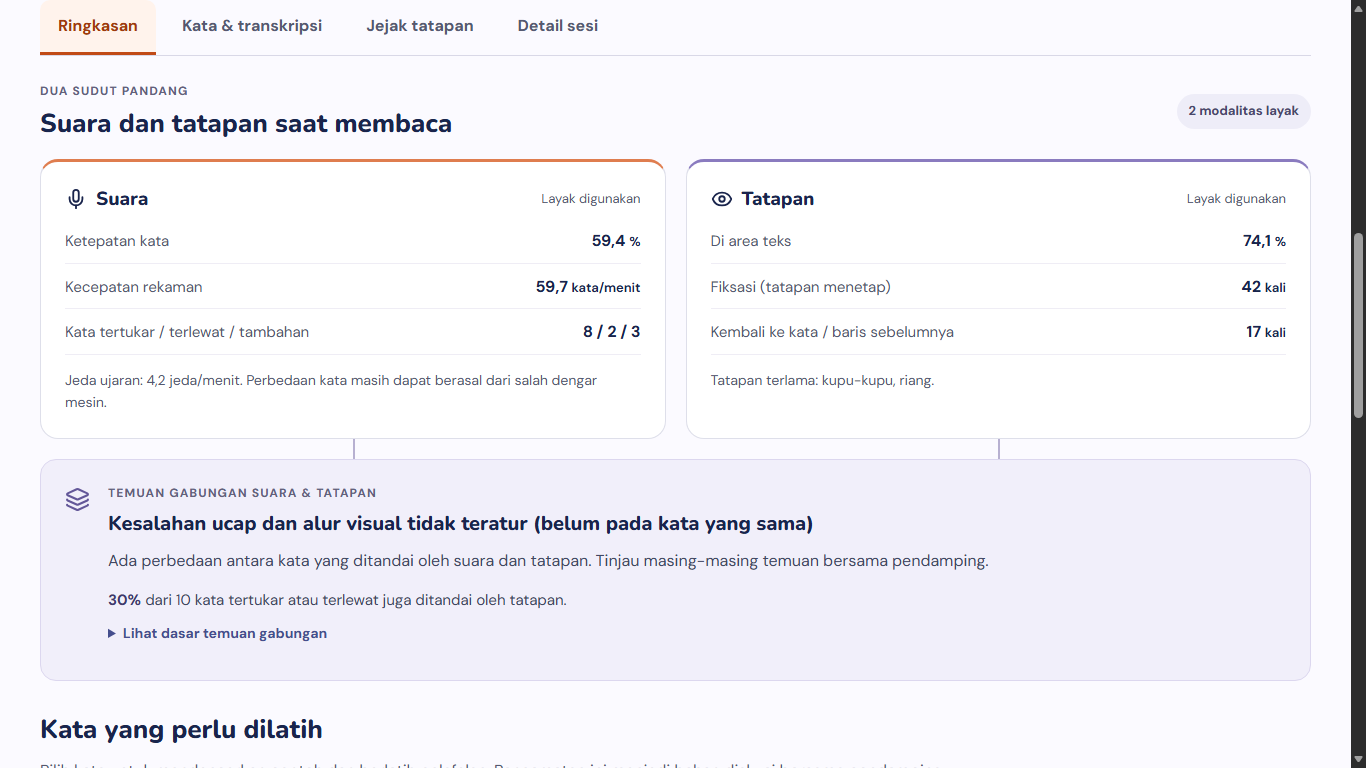 Ringkasan
Kata & transkripsi
Jejak tatapan
Detail sesi
DUA SUDUT PANDANG
Suara dan tatapan saat membaca
2 modalitas layak
Suara
Layak digunakan
Ketepatan kata
59,4 %
Kecepatan rekaman
59,7 kata/menit
Kata tertukar / terlewat / tambahan
8 / 2 / 3
Jeda ujaran: 4,2 jeda/menit. Perbedaan kata masih dapat berasal dari salah dengar
mesin.
Tatapan
Layak digunakan
Di area teks
74,1 %
Fiksasi (tatapan menetap)
42 kali
Kembali ke kata / baris sebelumnya
17 kali
Tatapan terlama: kupu-kupu, riang.
TEMUAN GABUNGAN SUARA & TATAPAN
Kesalahan ucap dan alur visual tidak teratur (belum pada kata yang sama)
Ada perbedaan antara kata yang ditandai oleh suara dan tatapan. Tinjau masing-masing temuan bersama pendamping.
30% dari 10 kata tertukar atau terlewat juga ditandai oleh tatapan.
Lihat dasar temuan gabungan
Kata yang perlu dilatih